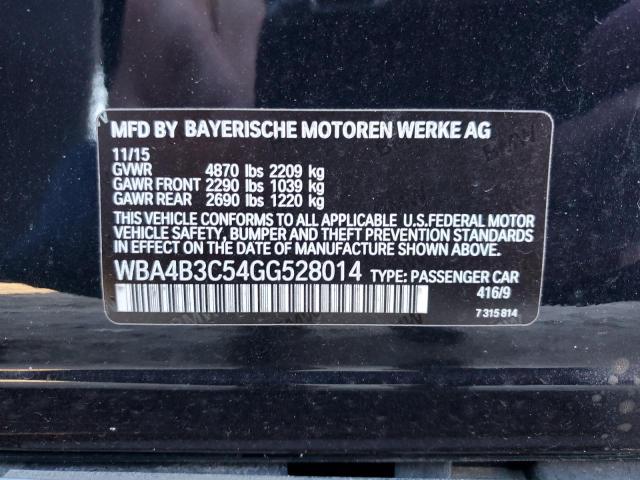 MFD BY BAYERISCHE MOTOREN WERKE AG
11/15
GVWR 4870 lbs 2209 kg
GAWR FRONT 2290 lbs 1039 kg
GAWR REAR 2690 lbs 1220 kg
THIS VEHICLE CONFORMS TO ALL APPLICABLE U.S.FEDERAL MOTOR
VEHICLE SAFETY, BUMPER AND THEFT PREVENTION STANDARDS IN
EFFECT ON THE DATE OF MANUFACTURE SHOWN ABOVE.
WBA4B3C54GG528014 TYPE: PASSENGER CAR
416/9
7 315 814